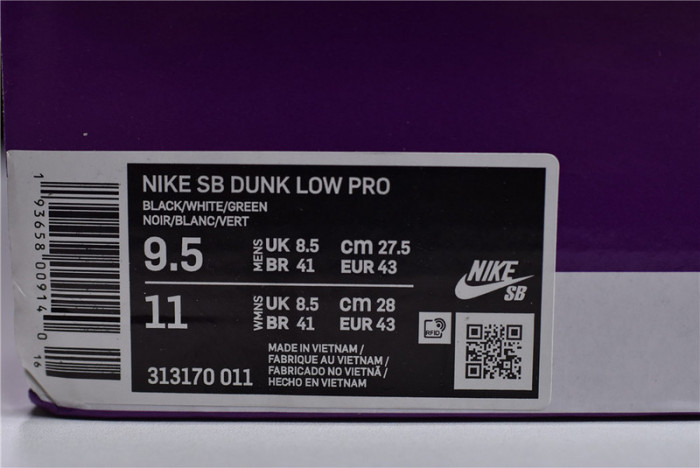 NIKE SB DUNK LOW PRO
BLACK/WHITE/GREEN
NOIR/BLANC/VERT
9.5 MENS UK 8.5 cm 27.5
BR 41 EUR 43
11 WMNS UK 8.5 cm 28
BR 41 EUR 43
NIKE
SB
RFID
MADE IN VIETNAM /
FABRIQUE AU VIETNAM /
FABRICADO NO VIETNÃ /
HECHO EN VIETNAM
313170 011
1 93658 00914 0 16